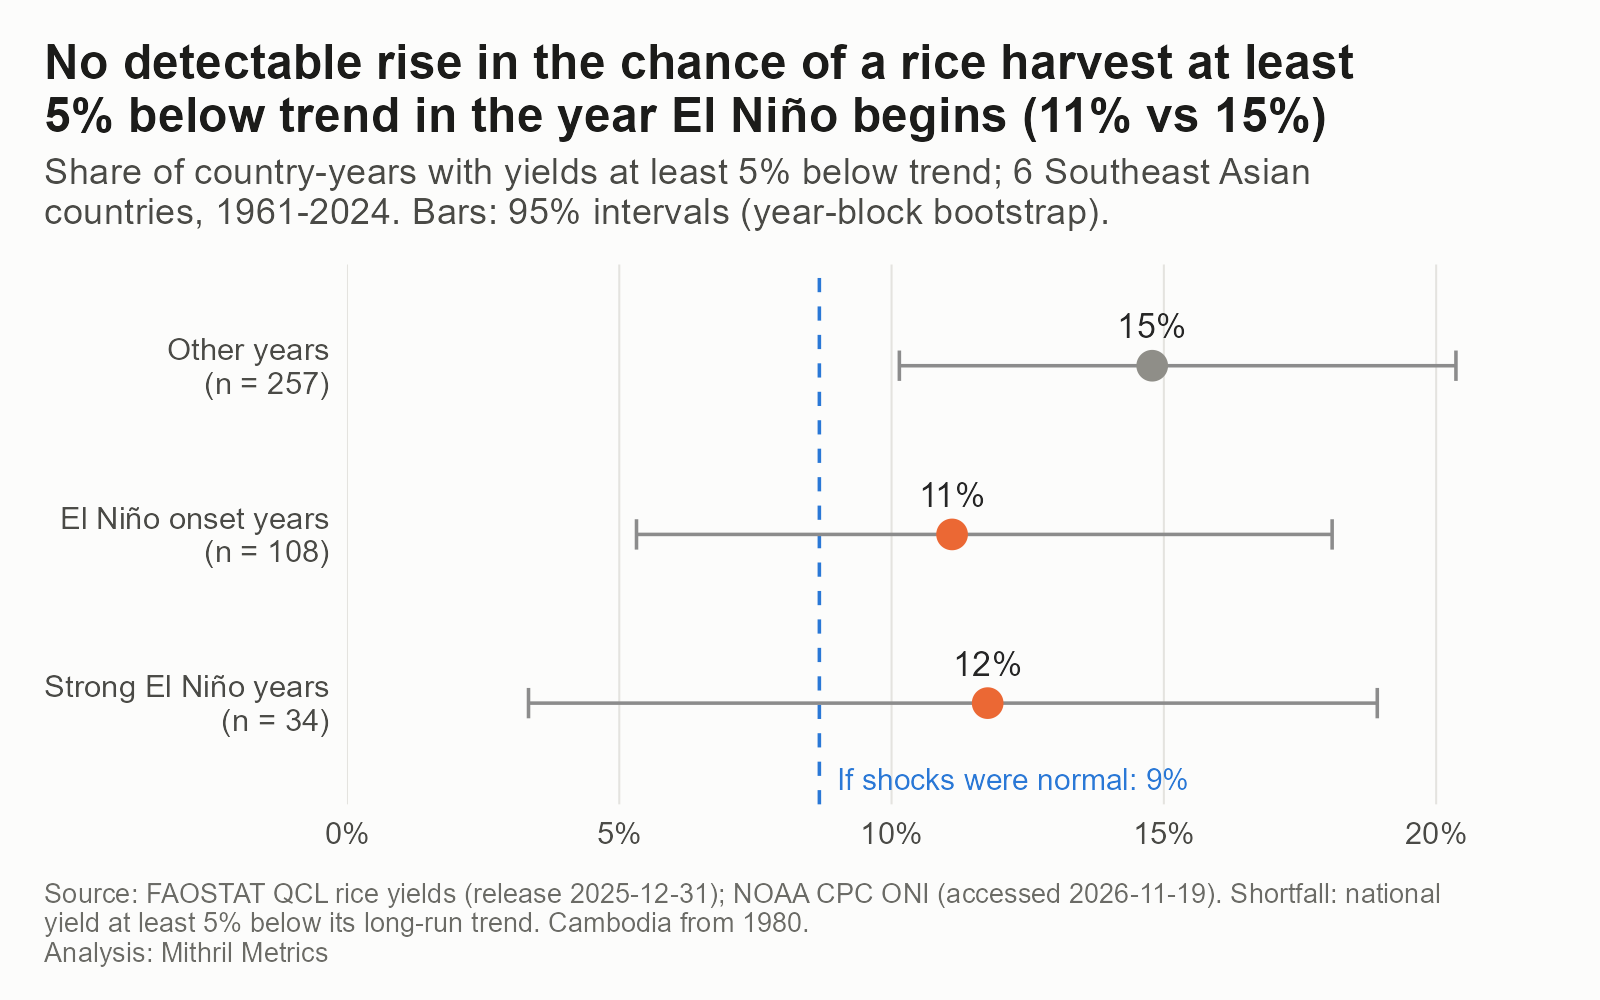 No detectable rise in the chance of a rice harvest at least
5% below trend in the year El Niño begins (11% vs 15%)
Share of country-years with yields at least 5% below trend; 6 Southeast Asian
countries, 1961-2024. Bars: 95% intervals (year-block bootstrap).
15%
Other years
(n = 257)
11%
El Niño onset years
(n = 108)
12%
Strong El Niño years
(n = 34)
If shocks were normal: 9%
0% 5% 10% 15% 20%
Source: FAOSTAT QCL rice yields (release 2025-12-31); NOAA CPC ONI (accessed 2026-11-19). Shortfall: national
yield at least 5% below its long-run trend. Cambodia from 1980.
Analysis: Mithril Metrics